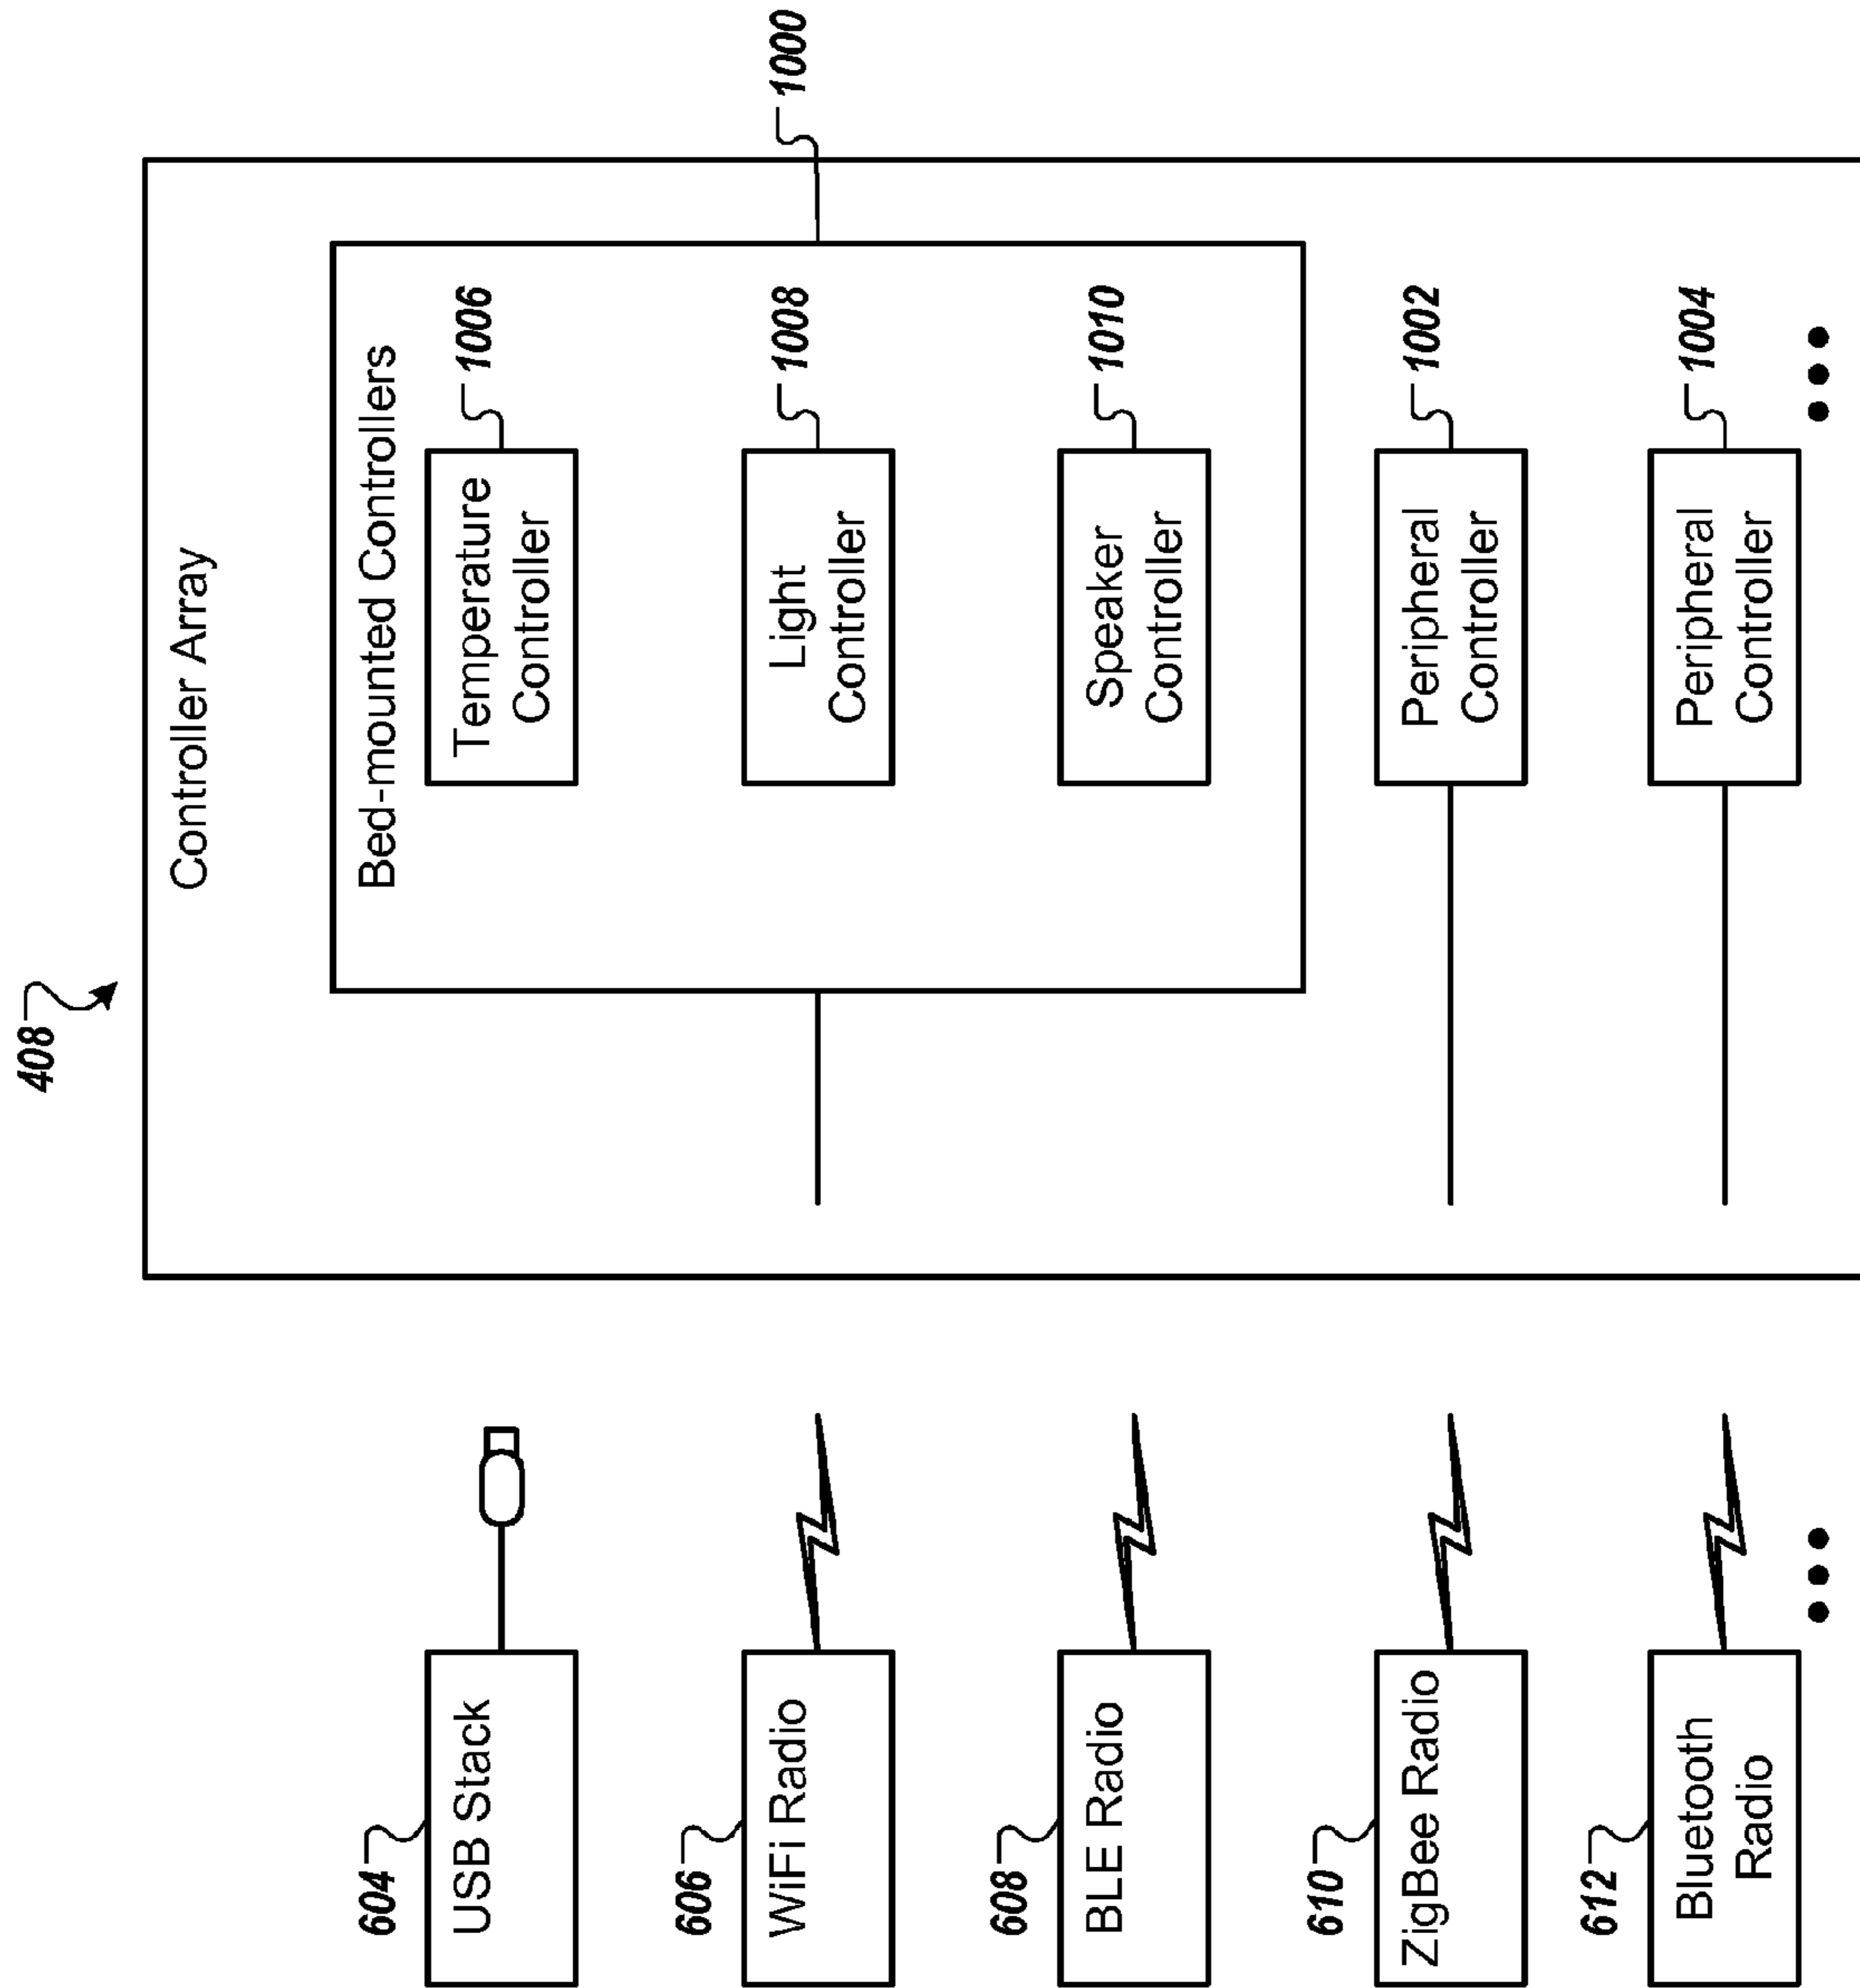 408
Controller Array
Bed-mounted Controllers
Temperature
Controller
1006
Light
Controller
1008
Speaker
Controller
1010
1000
Peripheral
Controller
1002
Peripheral
Controller
1004
604
USB Stack
606
WiFi Radio
608
BLE Radio
610
ZigBee Radio
612
Bluetooth
Radio